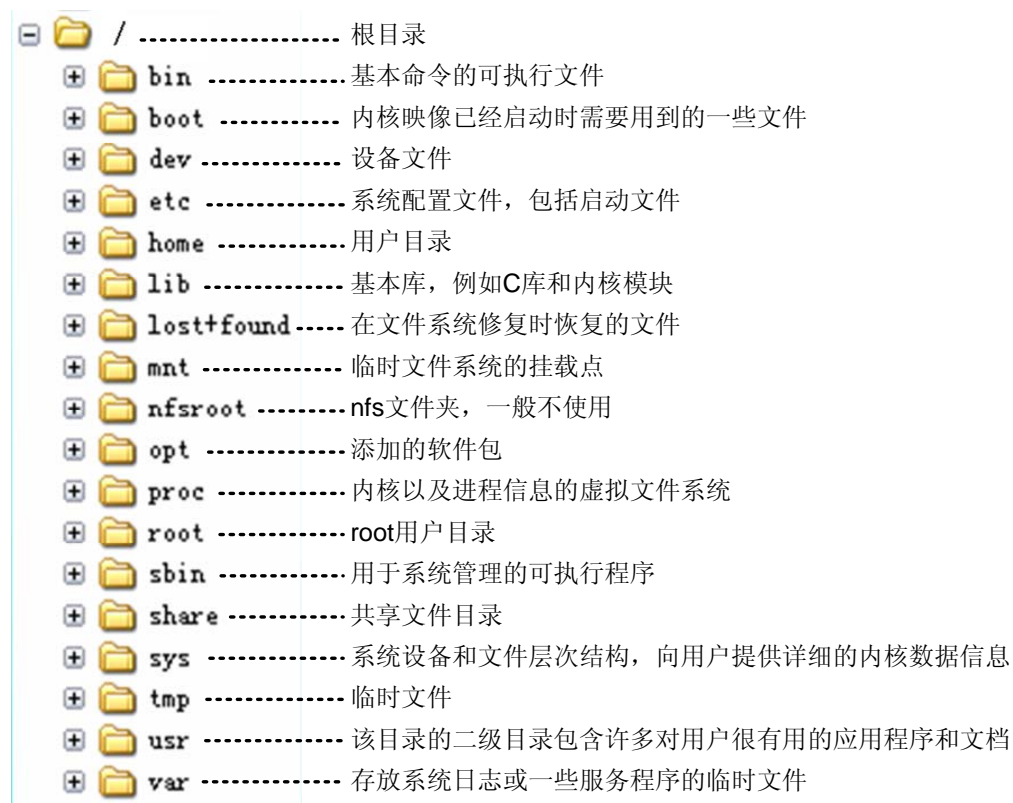 / -------------------- 根目录
bin -------------- 基本命令的可执行文件
boot ------------ 内核映像已经启动时需要用到的一些文件
dev -------------- 设备文件
etc -------------- 系统配置文件，包括启动文件
home ------------- 用户目录
lib -------------- 基本库，例如C库和内核模块
lost+found ----- 在文件系统修复时恢复的文件
mnt -------------- 临时文件系统的挂载点
nfsroot --------- nfs文件夹，一般不使用
opt -------------- 添加的软件包
proc ------------- 内核以及进程信息的虚拟文件系统
root ------------- root用户目录
sbin ------------- 用于系统管理的可执行程序
share ------------ 共享文件目录
sys -------------- 系统设备和文件层次结构，向用户提供详细的内核数据信息
tmp -------------- 临时文件
usr -------------- 该目录的二级目录包含许多对用户很有用的应用程序和文档
var -------------- 存放系统日志或一些服务程序的临时文件